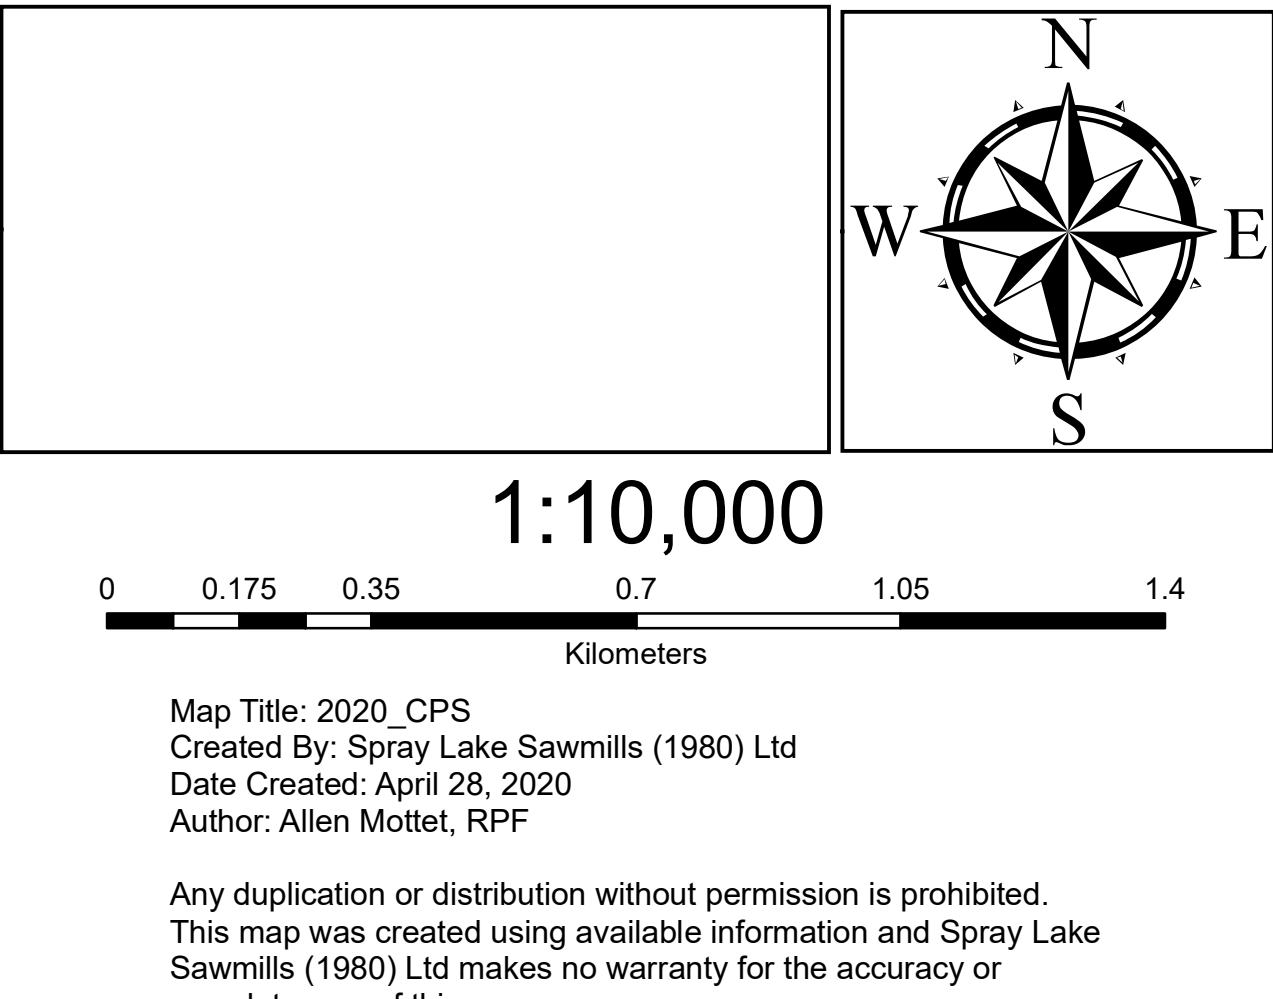 N
W E
S
1:10,000
0 0.175 0.35 0.7 1.05 1.4
Kilometers
Map Title: 2020_CPS
Created By: Spray Lake Sawmills (1980) Ltd
Date Created: April 28, 2020
Author: Allen Mottet, RPF
Any duplication or distribution without permission is prohibited.
This map was created using available information and Spray Lake
Sawmills (1980) Ltd makes no warranty for the accuracy or